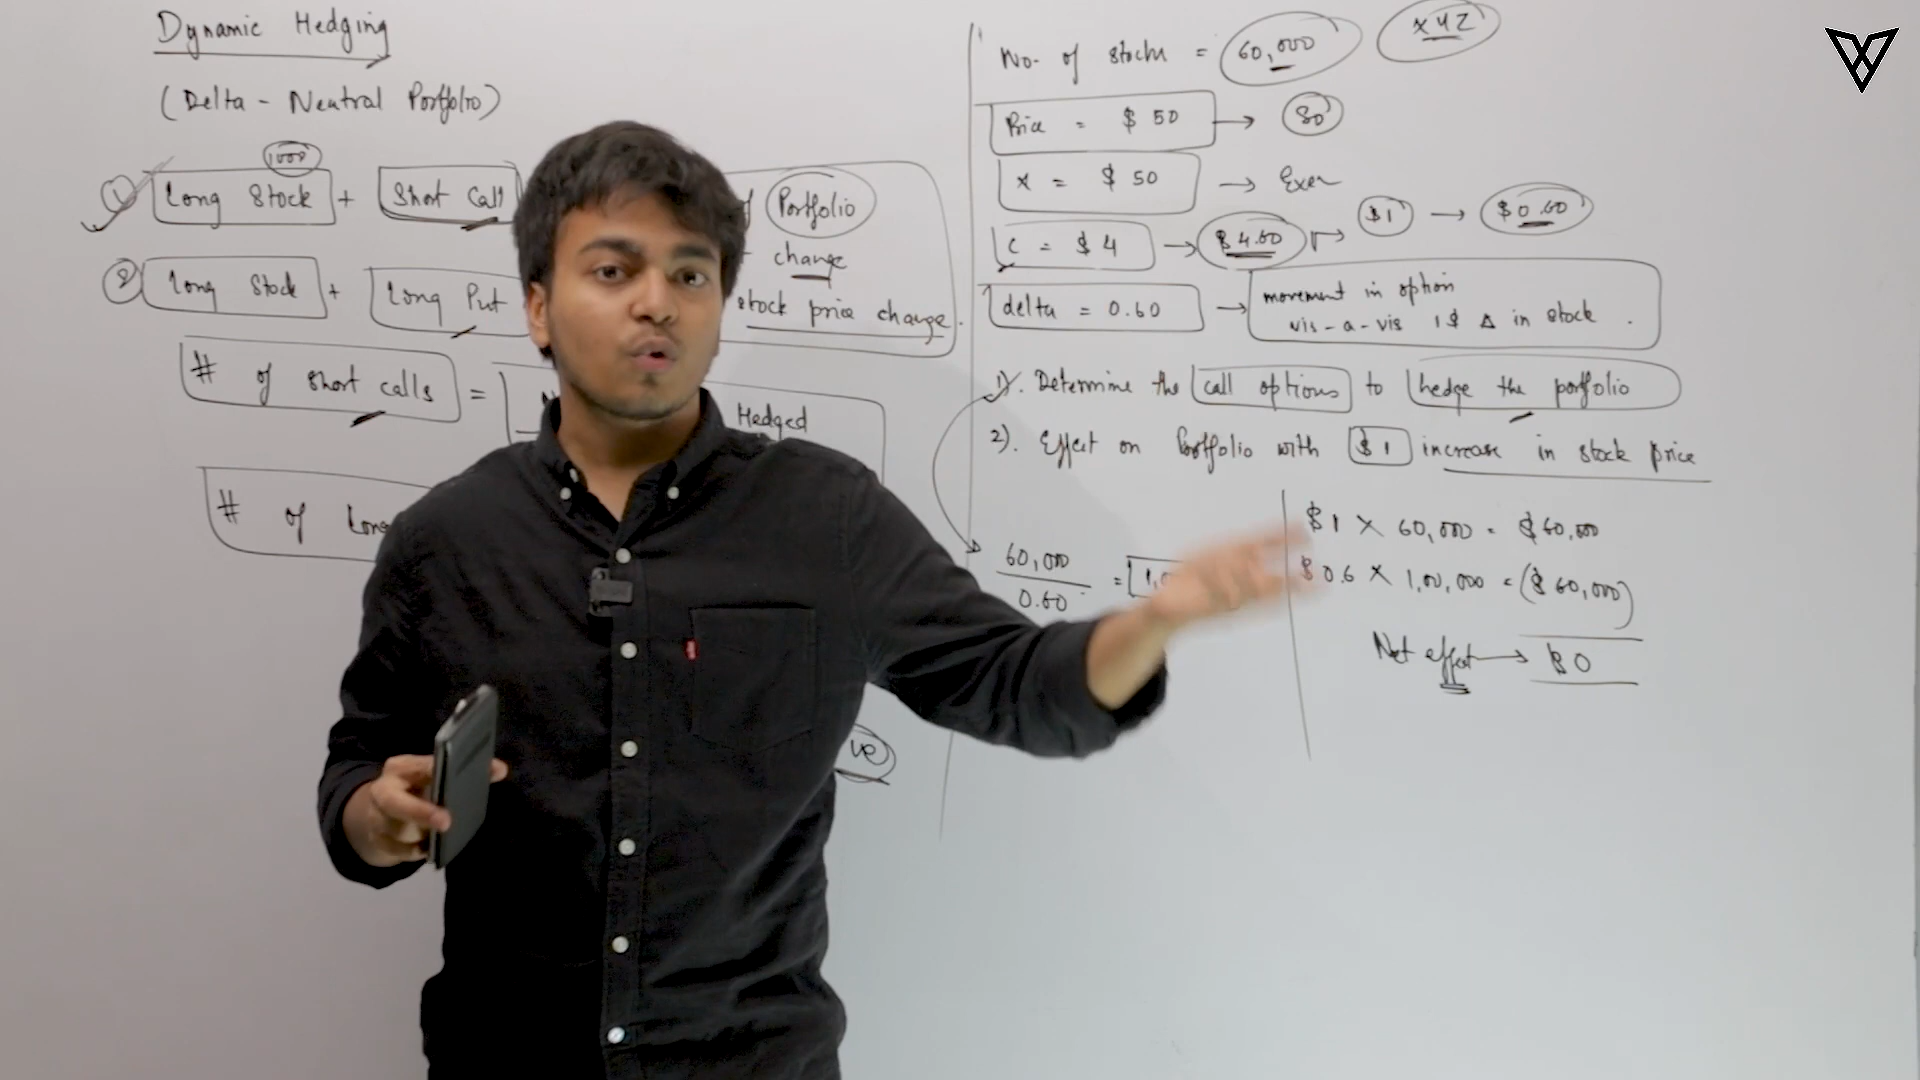 Dynamic Hedging
(Delta - Neutral Portfolio)
1000
① Long Stock + Short Call
Portfolio
change
② Long Stock + Long Put
stock price change.
# of short calls =
Hedged
# of Long
ve
No. of stocks = 60,000 XYZ
Price = $ 50 →
X = $ 50 → Exer
c = $ 4 → $ 4.60 → $1 → $0.60
delta = 0.60 → movement in option
vis-a-vis 1$ Δ in stock.
1). Determine the call options to hedge the portfolio
2). Effect on Portfolio with $1 increase in stock price
60,000
0.60
=
$1 × 60,000 = $60,000
$0.6 × 1,00,000 = ($60,000)
Net effect → $0